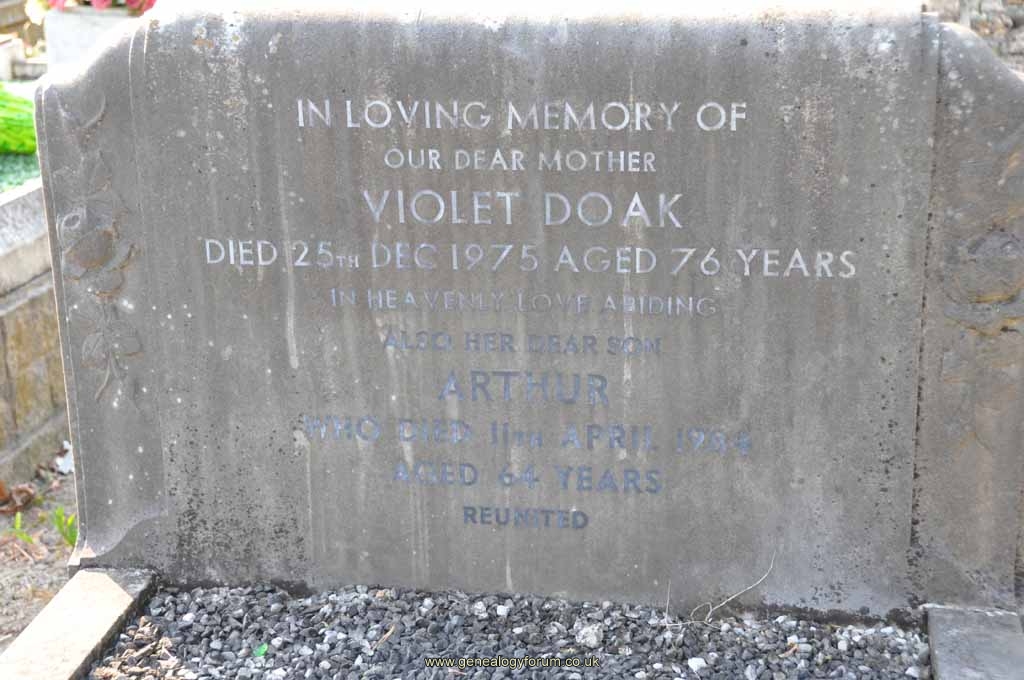 IN LOVING MEMORY OF
OUR DEAR MOTHER
VIOLET DOAK
DIED 25TH DEC 1975 AGED 76 YEARS
IN HEAVENLY LOVE ABIDING
ALSO HER DEAR SON
ARTHUR
WHO DIED 11TH APRIL 1984
AGED 64 YEARS
REUNITED
www.genealogyforum.co.uk